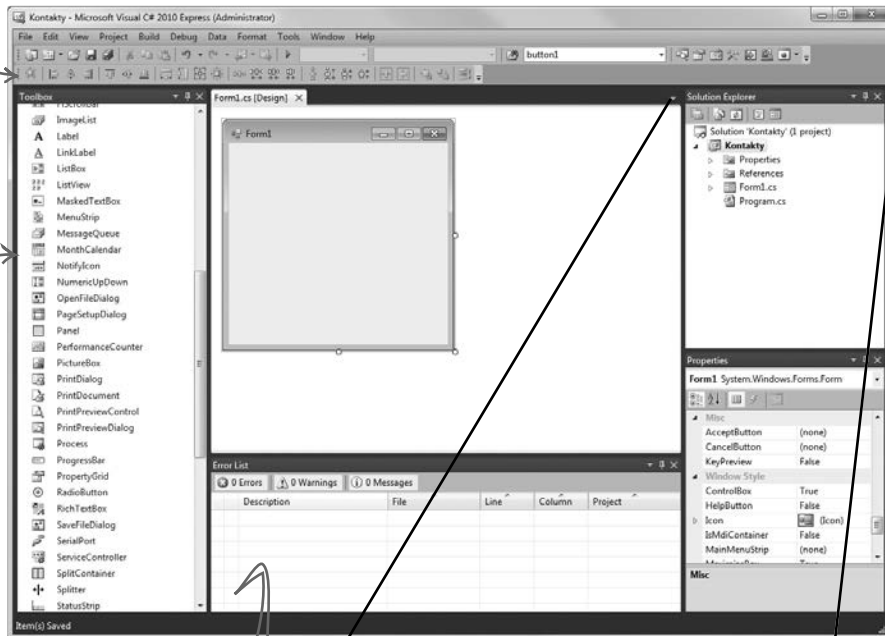 Kontakty - Microsoft Visual C# 2010 Express (Administrator)
File Edit View Project Build Debug Data Format Tools Window Help
button1
Toolbox
ImageList
Label
LinkLabel
ListBox
ListView
MaskedTextBox
MenuStrip
MessageQueue
MonthCalendar
NotifyIcon
NumericUpDown
OpenFileDialog
PageSetupDialog
Panel
PerformanceCounter
PictureBox
PrintDialog
PrintDocument
PrintPreviewControl
PrintPreviewDialog
Process
ProgressBar
PropertyGrid
RadioButton
RichTextBox
SaveFileDialog
SerialPort
ServiceController
SplitContainer
Splitter
StatusStrip
Form1.cs [Design]
Form1
Error List
0 Errors 0 Warnings 0 Messages
Description File Line Column Project
Solution Explorer
Solution 'Kontakty' (1 project)
Kontakty
Properties
References
Form1.cs
Program.cs
Properties
Form1 System.Windows.Forms.Form
Misc
AcceptButton (none)
CancelButton (none)
KeyPreview False
Window Style
ControlBox True
HelpButton False
Icon (Icon)
IsMdiContainer False
MainMenuStrip (none)
Misc
Item(s) Saved